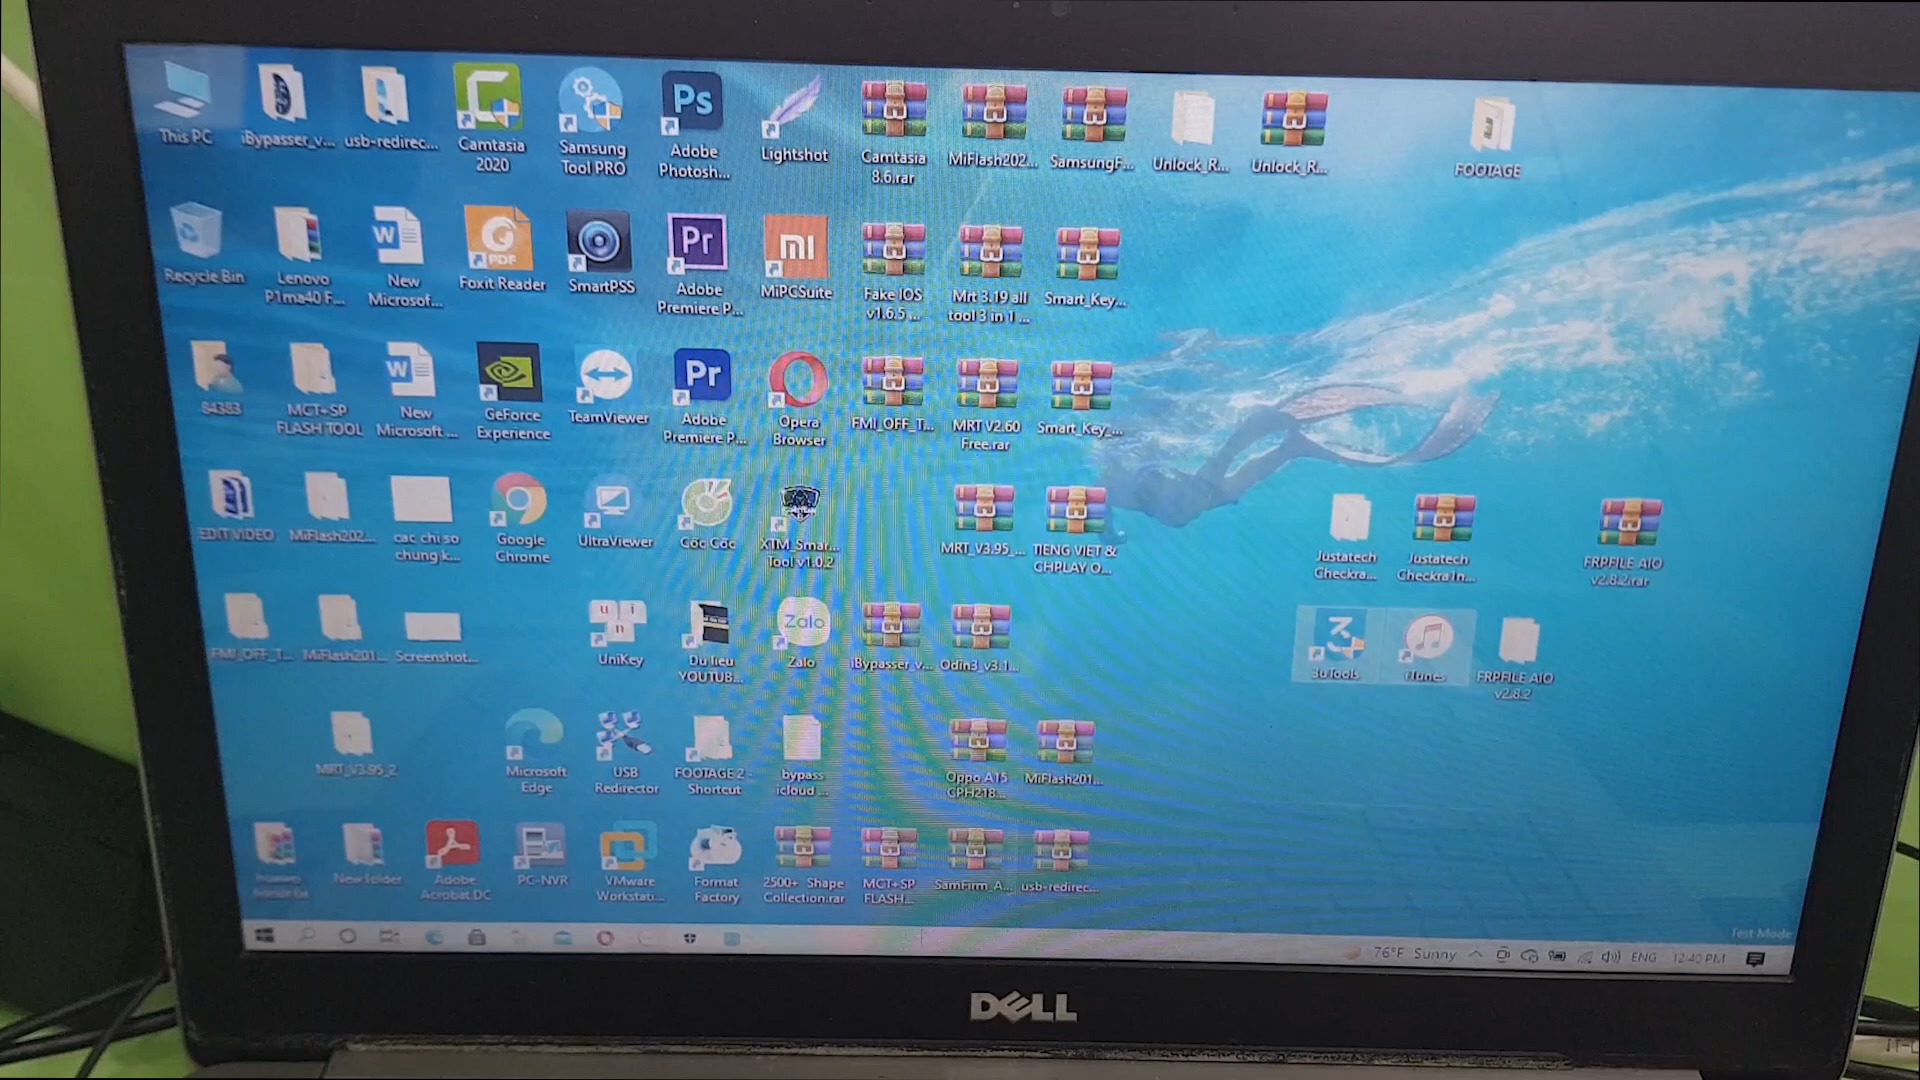 This PC
iBypasser_v...
usb-redirec...
Camtasia
2020
Samsung
Tool PRO
Ps
Adobe
Photosh...
Lightshot
Camtasia
8.6.rar
MiFlash202...
SamsungF...
Unlock_R...
Unlock_R...
FOOTAGE
Recycle Bin
Lenovo
P1ma40 F...
W
New
Microsof...
PDF
Foxit Reader
SmartPSS
Pr
Adobe
Premiere P...
MI
MiPCSuite
Fake IOS
v1.6.5 ...
Mrt 3.19 all
tool 3 in 1 ...
Smart_Key...
84383
MCT+SP
FLASH TOOL
W
New
Microsoft ...
GeForce
Experience
TeamViewer
Pr
Adobe
Premiere P...
Opera
Browser
FMI_OFF_T...
MRT V2.60
Free.rar
Smart_Key_...
EDIT VIDEO
MiFlash202...
cac chi so
chung k...
Google
Chrome
UltraViewer
Cốc Cốc
XTM_Smar...
Tool v1.0.2
MRT_V3.95_...
TIENG VIET &
CHPLAY O...
Justatech
Checkra...
Justatech
Checkra1n...
FRPFILE AIO
v2.8.2.rar
FMI_OFF_T...
MiFlash201...
Screenshot...
u i
n
UniKey
Du lieu
YOUTUB...
Zalo
Zalo
iBypasser_v...
Odin3_v3.1...
3uTools
iTunes
FRPFILE AIO
v2.8.2
MRT_V3.95_2
Microsoft
Edge
USB
Redirector
FOOTAGE 2 -
Shortcut
bypass
icloud ...
Oppo A15
CPH218...
MiFlash201...
New folder
Adobe
Acrobat DC
PC-NVR
VMware
Workstati...
Format
Factory
2500+ Shape
Collection.rar
MCT+SP
FLASH...
SamFirm_A...
usb-redirec...
Test Mode
76°F Sunny
ENG
12:40 PM
DELL